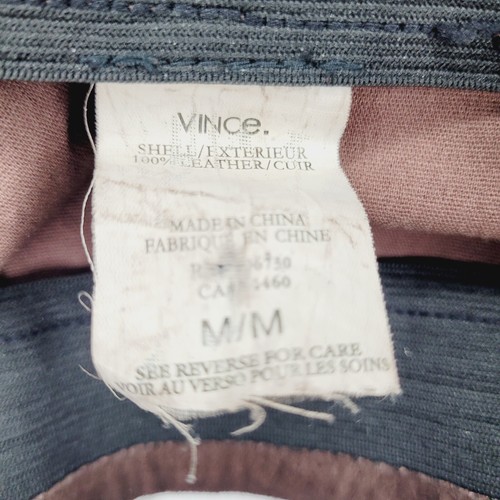 VINCE.
SHELL/EXTERIEUR
100% LEATHER/CUIR
MADE IN CHINA
FABRIQUE EN CHINE
M/M
SEE REVERSE FOR CARE
VOIR AU VERSO POUR LES SOINS